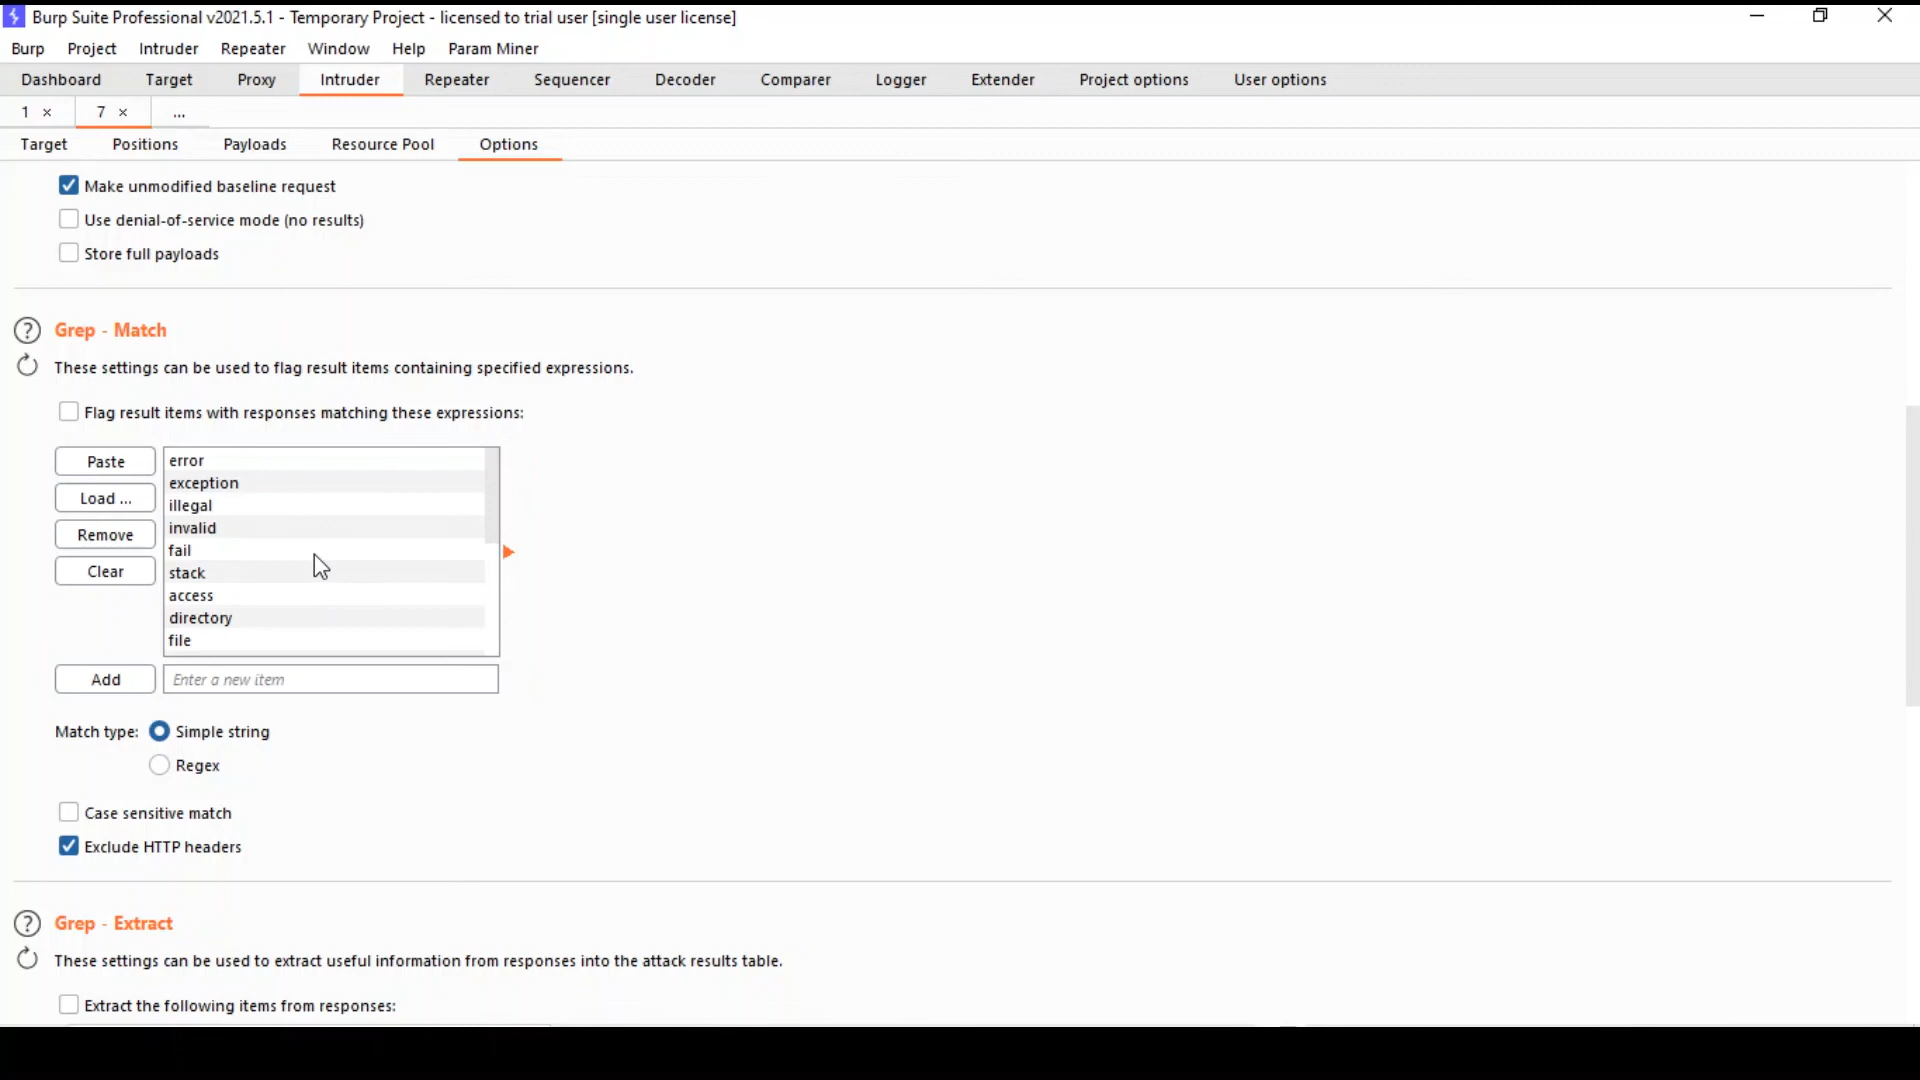 Burp Suite Professional v2021.5.1 - Temporary Project - licensed to trial user [single user license]
Burp Project Intruder Repeater Window Help Param Miner
Dashboard Target Proxy Intruder Repeater Sequencer Decoder Comparer Logger Extender Project options User options
1 × 7 × ...
Target Positions Payloads Resource Pool Options
Make unmodified baseline request
Use denial-of-service mode (no results)
Store full payloads
? Grep - Match
These settings can be used to flag result items containing specified expressions.
Flag result items with responses matching these expressions:
Paste
Load ...
Remove
Clear
error
exception
illegal
invalid
fail
stack
access
directory
file
Add Enter a new item
Match type: Simple string
Regex
Case sensitive match
Exclude HTTP headers
? Grep - Extract
These settings can be used to extract useful information from responses into the attack results table.
Extract the following items from responses: